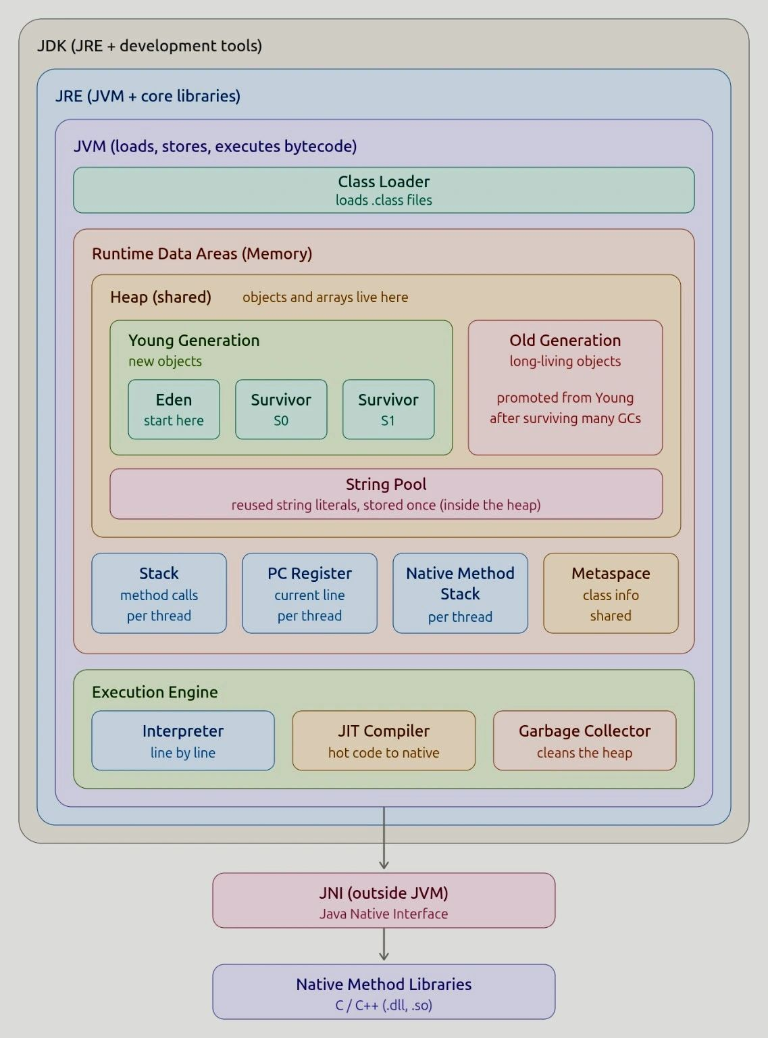 JDK (JRE + development tools)
JRE (JVM + core libraries)
JVM (loads, stores, executes bytecode)
Class Loader
loads .class files
Runtime Data Areas (Memory)
Heap (shared) objects and arrays live here
Young Generation
new objects
Eden
start here
Survivor
S0
Survivor
S1
Old Generation
long-living objects
promoted from Young
after surviving many GCs
String Pool
reused string literals, stored once (inside the heap)
Stack
method calls
per thread
PC Register
current line
per thread
Native Method
Stack
per thread
Metaspace
class info
shared
Execution Engine
Interpreter
line by line
JIT Compiler
hot code to native
Garbage Collector
cleans the heap
JNI (outside JVM)
Java Native Interface
Native Method Libraries
C / C++ (.dll, .so)